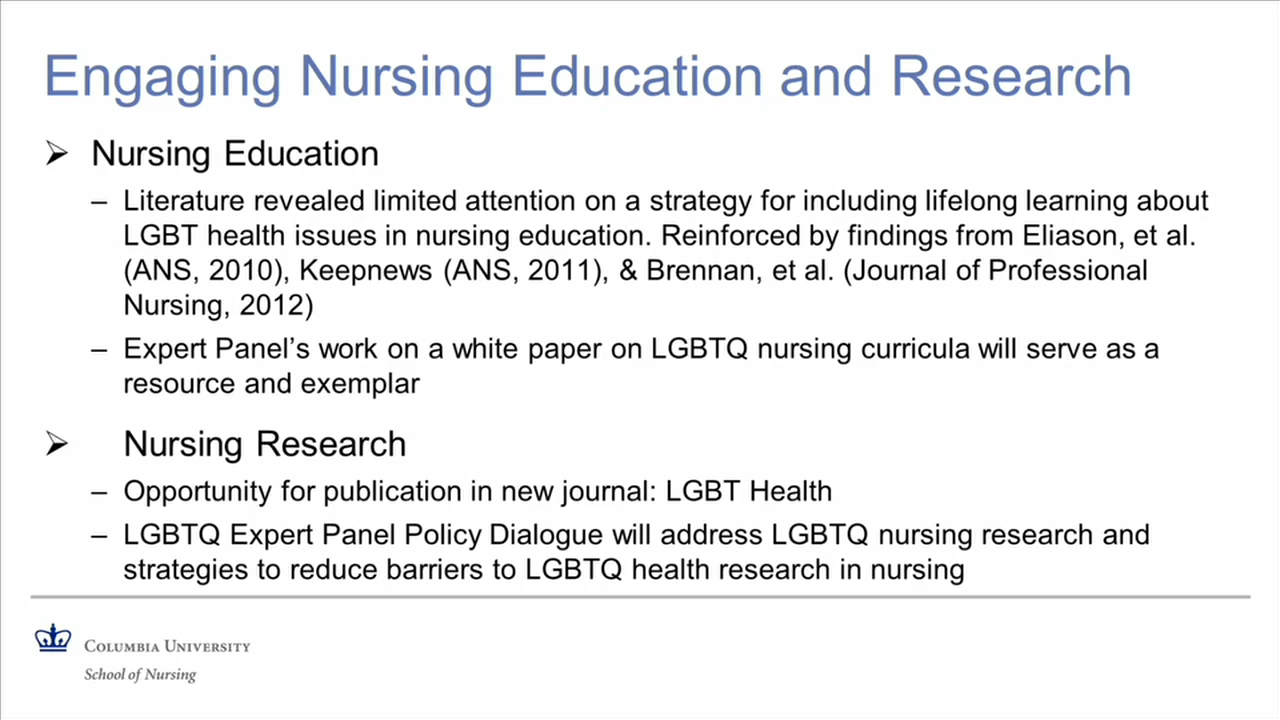 Engaging Nursing Education and Research
➢ Nursing Education
– Literature revealed limited attention on a strategy for including lifelong learning about
LGBT health issues in nursing education. Reinforced by findings from Eliason, et al.
(ANS, 2010), Keepnews (ANS, 2011), & Brennan, et al. (Journal of Professional
Nursing, 2012)
– Expert Panel’s work on a white paper on LGBTQ nursing curricula will serve as a
resource and exemplar
➢ Nursing Research
– Opportunity for publication in new journal: LGBT Health
– LGBTQ Expert Panel Policy Dialogue will address LGBTQ nursing research and
strategies to reduce barriers to LGBTQ health research in nursing
Columbia University
School of Nursing